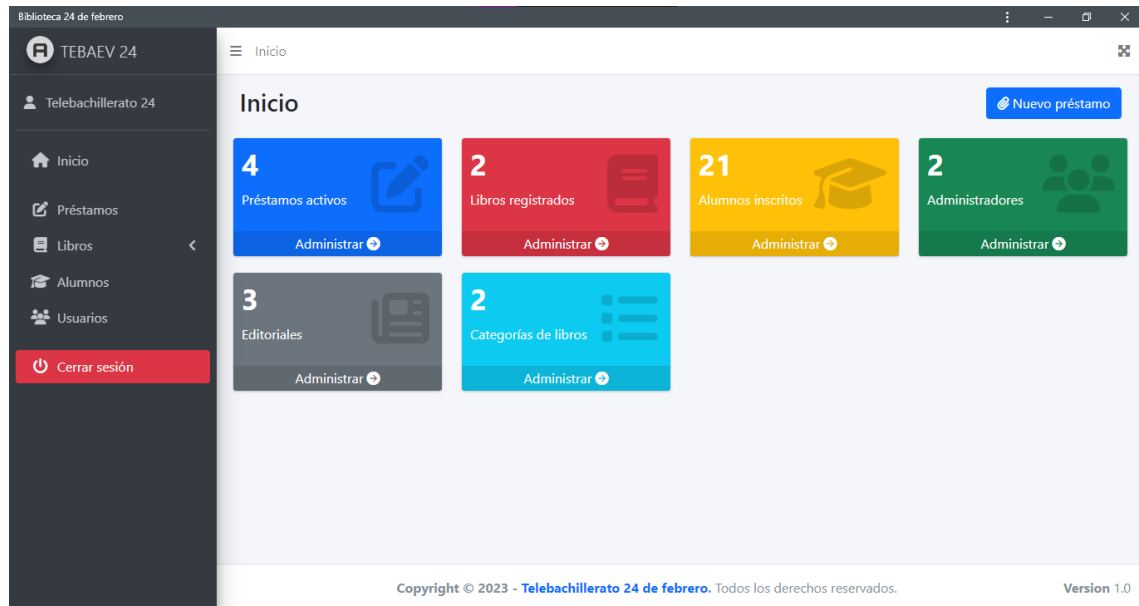 Biblioteca 24 de febrero
TEBAEV 24
Inicio
Telebachillerato 24
Inicio
Préstamos
Libros
Alumnos
Usuarios
Cerrar sesión
Inicio
Nuevo préstamo
4
Préstamos activos
Administrar
2
Libros registrados
Administrar
21
Alumnos inscritos
Administrar
2
Administradores
Administrar
3
Editoriales
Administrar
2
Categorías de libros
Administrar
Copyright © 2023 - Telebachillerato 24 de febrero. Todos los derechos reservados.
Version 1.0